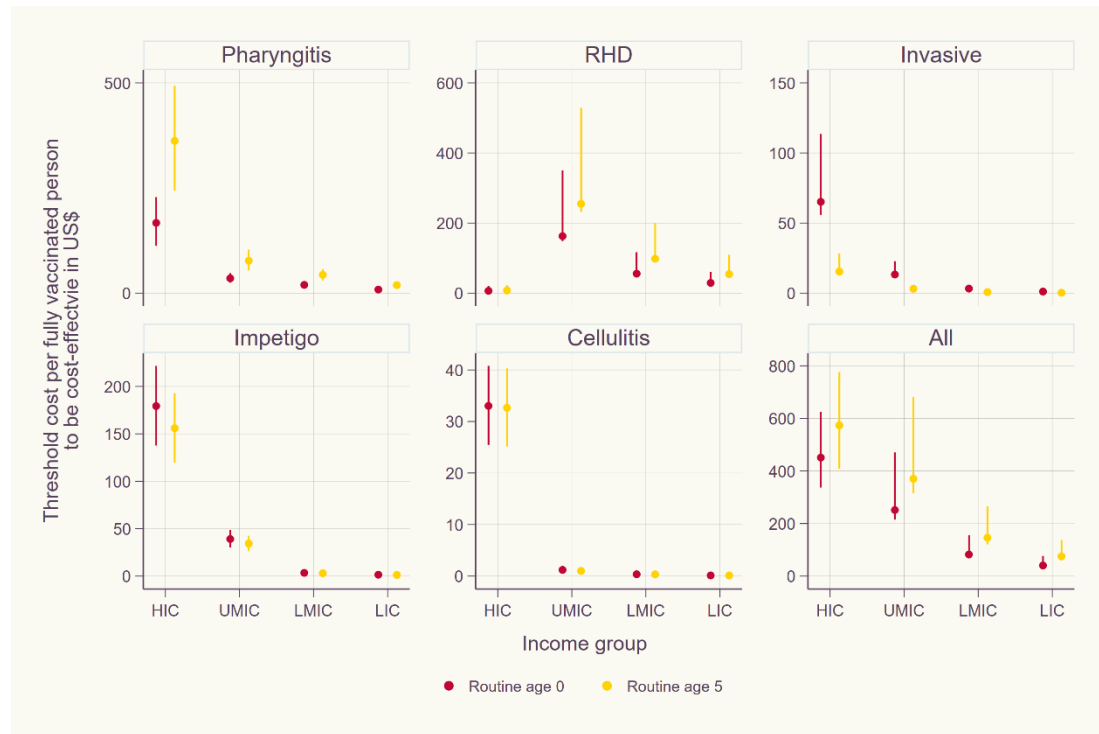 Pharyngitis
RHD
Invasive
500
0
600
400
200
0
150
100
50
0
Threshold cost per fully vaccinated person
to be cost-effectvie in US$
Impetigo
Cellulitis
All
200
150
100
50
0
40
30
20
10
0
800
600
400
200
0
HIC UMIC LMIC LIC
HIC UMIC LMIC LIC
HIC UMIC LMIC LIC
Income group
Routine age 0 Routine age 5